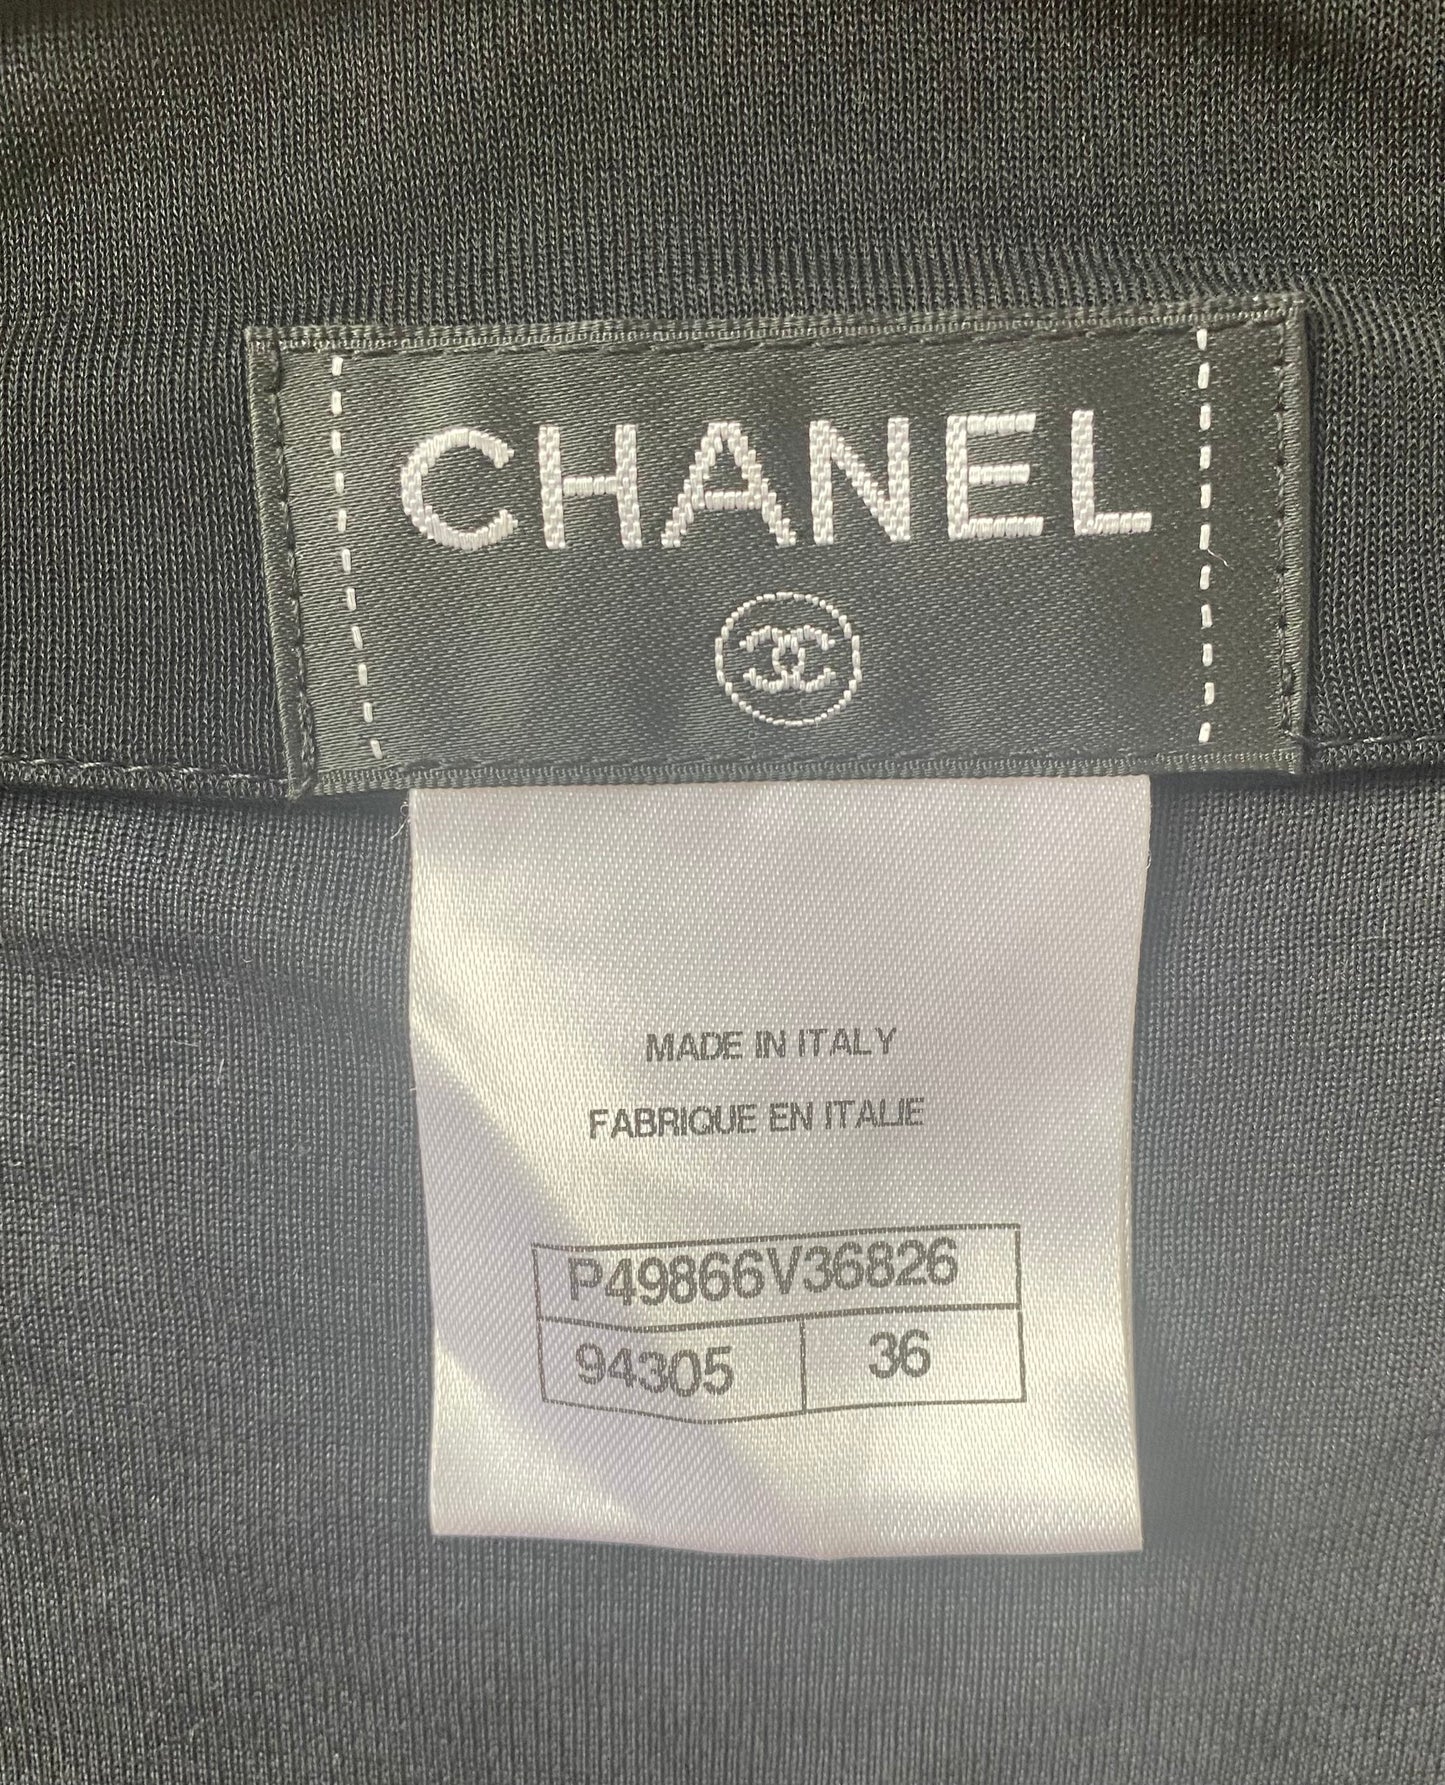 CHANEL
MADE IN ITALY
FABRIQUE EN ITALIE
P49866V36826
94305 36